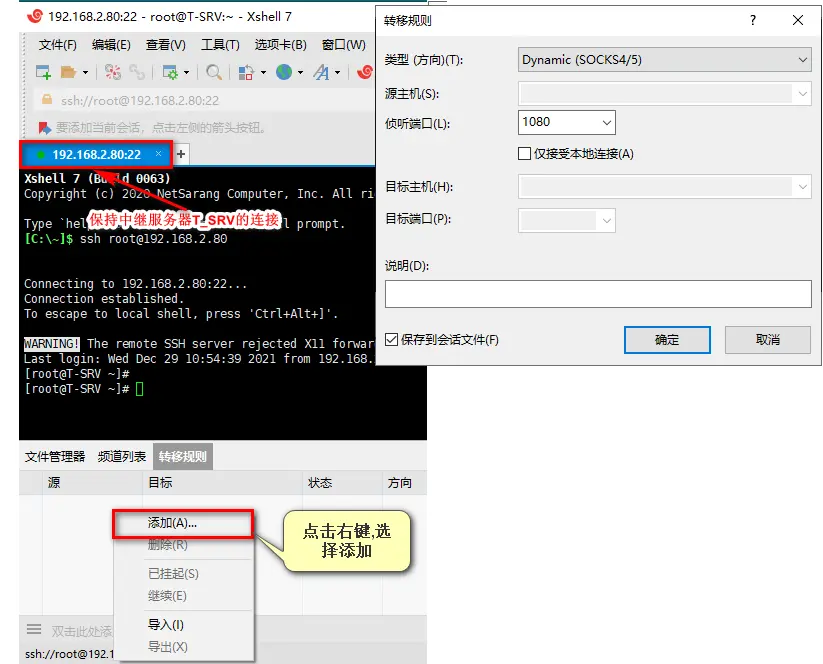 192.168.2.80:22 - root@T-SRV:~ - Xshell 7
文件(F) 编辑(E) 查看(V) 工具(T) 选项卡(B) 窗口(W)
ssh://root@192.168.2.80:22
要添加当前会话，点击左侧的箭头按钮。
192.168.2.80:22 × +
Xshell 7 (Build 0063)
Copyright (c) 2020 NetSarang Computer, Inc. All ri
保持中继服务器T_SRV的连接
Type `hel l prompt.
[C:\~]$ ssh root@192.168.2.80
Connecting to 192.168.2.80:22...
Connection established.
To escape to local shell, press 'Ctrl+Alt+]'.
WARNING! The remote SSH server rejected X11 forwar
Last login: Wed Dec 29 10:54:39 2021 from 192.168.
[root@T-SRV ~]#
[root@T-SRV ~]#
文件管理器 频道列表 转移规则
源 目标 状态 方向
添加(A)...
删除(R)
已挂起(S)
继续(E)
导入(I)
导出(X)
点击右键,选
择添加
双击此处添
ssh://root@192.1
转移规则 ? ×
类型 (方向)(T): Dynamic (SOCKS4/5)
源主机(S):
侦听端口(L): 1080
仅接受本地连接(A)
目标主机(H):
目标端口(P):
说明(D):
保存到会话文件(F) 确定 取消